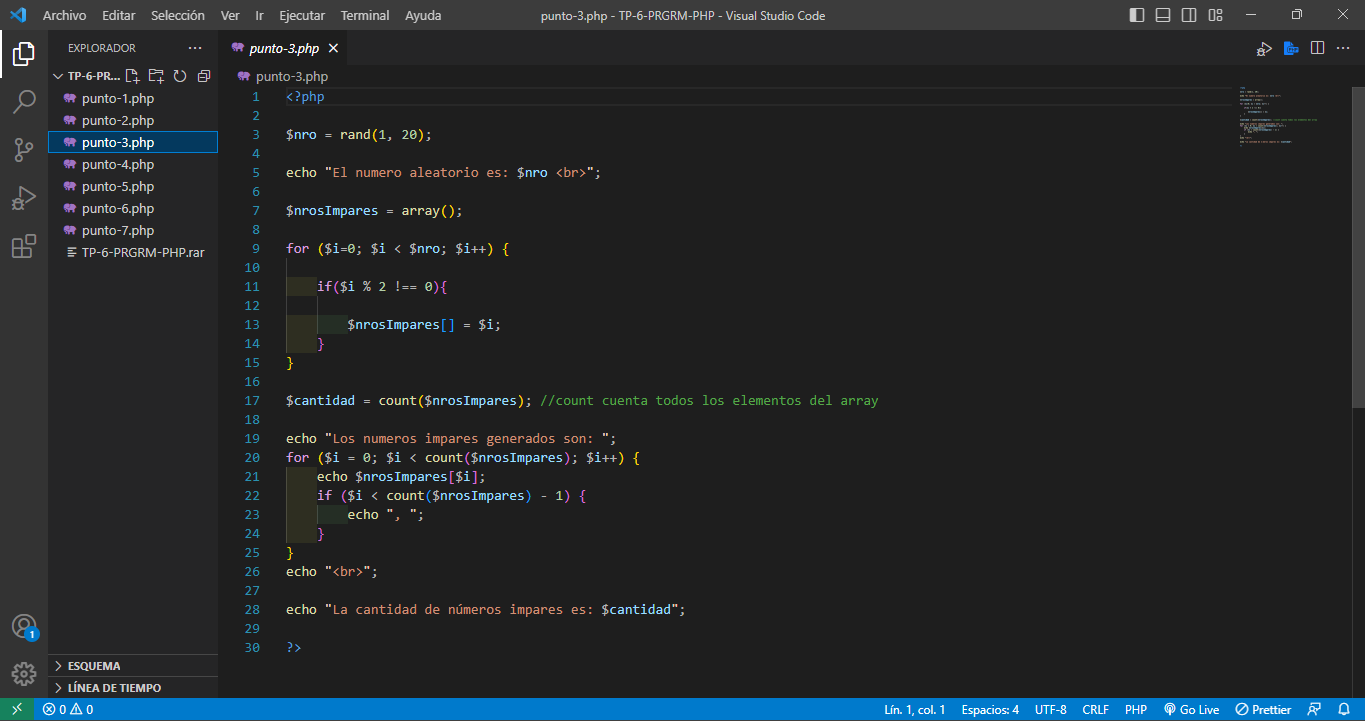 Archivo Editar Selección Ver Ir Ejecutar Terminal Ayuda
punto-3.php - TP-6-PRGRM-PHP - Visual Studio Code
EXPLORADOR
TP-6-PR...
punto-1.php
punto-2.php
punto-3.php
punto-4.php
punto-5.php
punto-6.php
punto-7.php
TP-6-PRGRM-PHP.rar
ESQUEMA
LÍNEA DE TIEMPO
1
punto-3.php
punto-3.php
1 <?php
2
3 $nro = rand(1, 20);
4
5 echo "El numero aleatorio es: $nro <br>";
6
7 $nrosImpares = array();
8
9 for ($i=0; $i < $nro; $i++) {
10
11     if($i % 2 !== 0){
12
13         $nrosImpares[] = $i;
14     }
15 }
16
17 $cantidad = count($nrosImpares); //count cuenta todos los elementos del array
18
19 echo "Los numeros impares generados son: ";
20 for ($i = 0; $i < count($nrosImpares); $i++) {
21     echo $nrosImpares[$i];
22     if ($i < count($nrosImpares) - 1) {
23         echo ", ";
24     }
25 }
26 echo "<br>";
27
28 echo "La cantidad de números impares es: $cantidad";
29
30 ?>
0 0 Lín. 1, col. 1 Espacios: 4 UTF-8 CRLF PHP Go Live Prettier